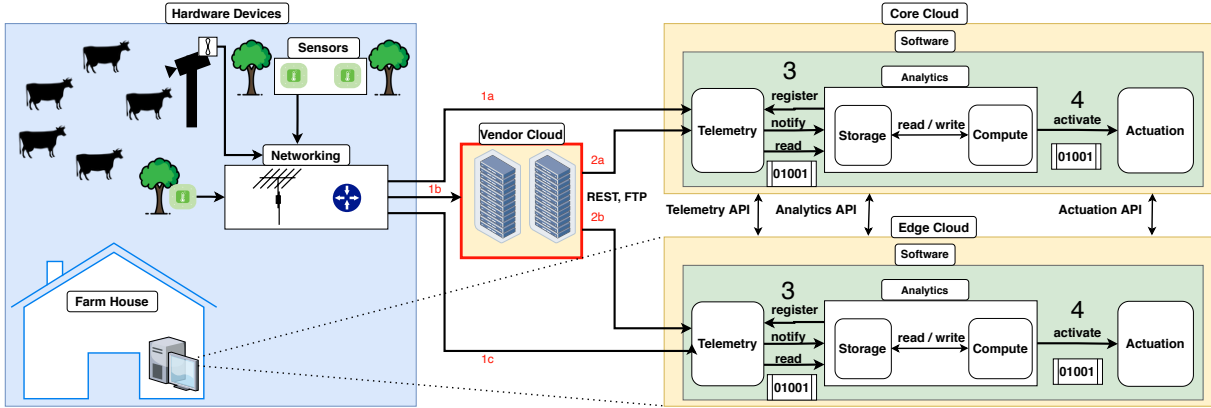 Hardware Devices
Sensors
Networking
Farm House
1a
1b
1c
Vendor Cloud
2a
REST, FTP
2b
Core Cloud
Software
3
register
notify
read
01001
Telemetry
Analytics
Storage
read / write
Compute
4
activate
01001
Actuation
Telemetry API
Analytics API
Actuation API
Edge Cloud
Software
3
register
notify
read
01001
Telemetry
Analytics
Storage
read / write
Compute
4
activate
01001
Actuation